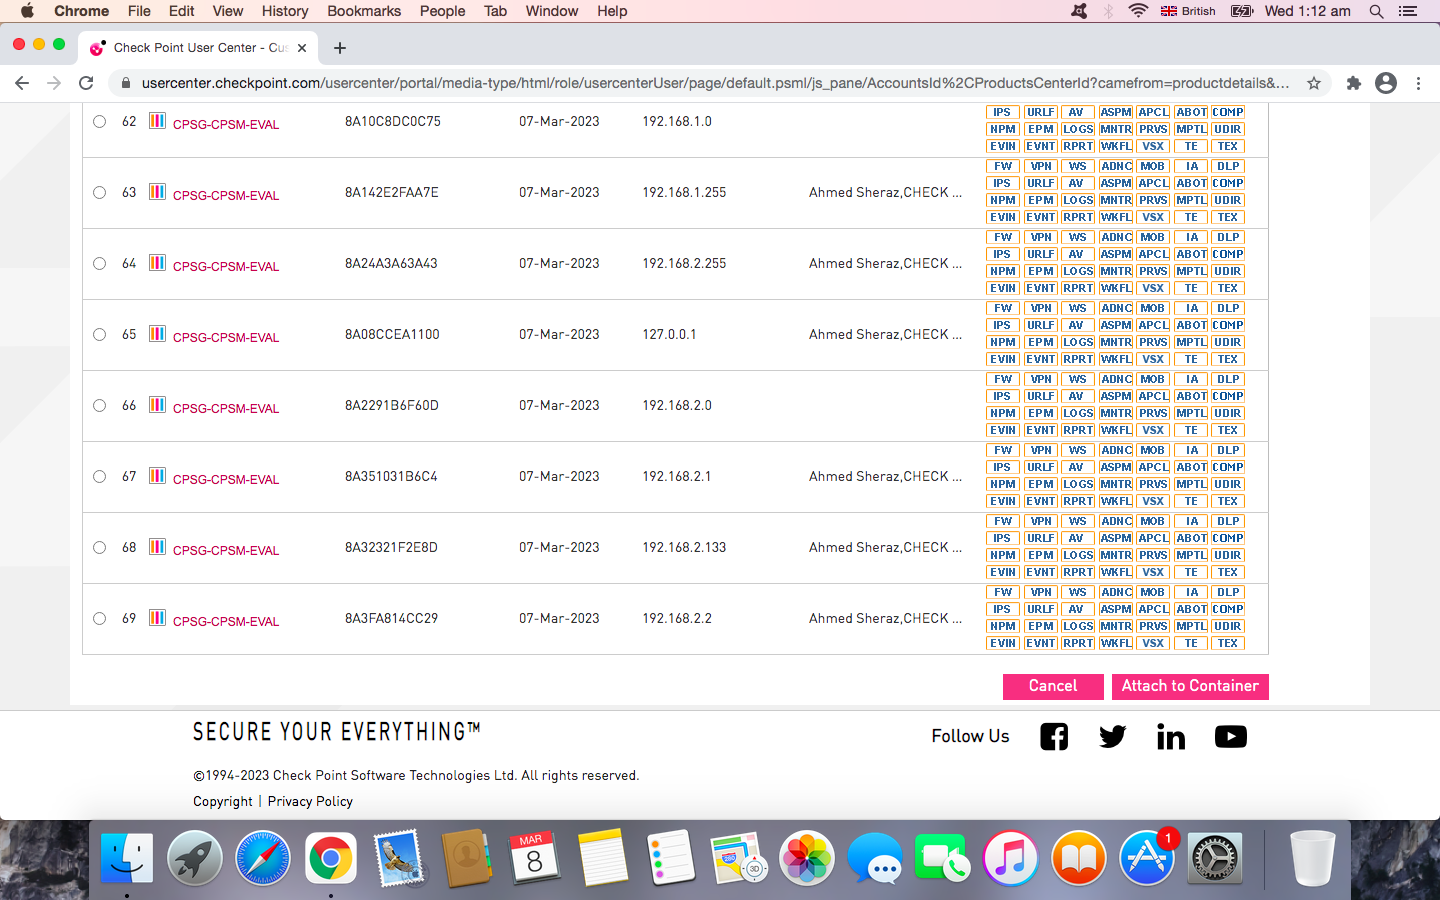 Chrome File Edit View History Bookmarks People Tab Window Help British Wed 1:12 am
Check Point User Center - Cus
usercenter.checkpoint.com/usercenter/portal/media-type/html/role/usercenterUser/page/default.psml/js_pane/AccountsId%2CProductsCenterId?camefrom=productdetails&...
62 CPSG-CPSM-EVAL 8A10C8DC0C75 07-Mar-2023 192.168.1.0
IPS URLF AV ASPM APCL ABOT COMP
NPM EPM LOGS MNTR PRVS MPTL UDIR
EVIN EVNT RPRT WKFL VSX TE TEX
63 CPSG-CPSM-EVAL 8A142E2FAA7E 07-Mar-2023 192.168.1.255 Ahmed Sheraz,CHECK ...
FW VPN WS ADNC MOB IA DLP
IPS URLF AV ASPM APCL ABOT COMP
NPM EPM LOGS MNTR PRVS MPTL UDIR
EVIN EVNT RPRT WKFL VSX TE TEX
64 CPSG-CPSM-EVAL 8A24A3A63A43 07-Mar-2023 192.168.2.255 Ahmed Sheraz,CHECK ...
FW VPN WS ADNC MOB IA DLP
IPS URLF AV ASPM APCL ABOT COMP
NPM EPM LOGS MNTR PRVS MPTL UDIR
EVIN EVNT RPRT WKFL VSX TE TEX
65 CPSG-CPSM-EVAL 8A08CCEA1100 07-Mar-2023 127.0.0.1 Ahmed Sheraz,CHECK ...
FW VPN WS ADNC MOB IA DLP
IPS URLF AV ASPM APCL ABOT COMP
NPM EPM LOGS MNTR PRVS MPTL UDIR
EVIN EVNT RPRT WKFL VSX TE TEX
66 CPSG-CPSM-EVAL 8A2291B6F60D 07-Mar-2023 192.168.2.0
FW VPN WS ADNC MOB IA DLP
IPS URLF AV ASPM APCL ABOT COMP
NPM EPM LOGS MNTR PRVS MPTL UDIR
EVIN EVNT RPRT WKFL VSX TE TEX
67 CPSG-CPSM-EVAL 8A351031B6C4 07-Mar-2023 192.168.2.1 Ahmed Sheraz,CHECK ...
FW VPN WS ADNC MOB IA DLP
IPS URLF AV ASPM APCL ABOT COMP
NPM EPM LOGS MNTR PRVS MPTL UDIR
EVIN EVNT RPRT WKFL VSX TE TEX
68 CPSG-CPSM-EVAL 8A32321F2E8D 07-Mar-2023 192.168.2.133 Ahmed Sheraz,CHECK ...
FW VPN WS ADNC MOB IA DLP
IPS URLF AV ASPM APCL ABOT COMP
NPM EPM LOGS MNTR PRVS MPTL UDIR
EVIN EVNT RPRT WKFL VSX TE TEX
69 CPSG-CPSM-EVAL 8A3FA814CC29 07-Mar-2023 192.168.2.2 Ahmed Sheraz,CHECK ...
FW VPN WS ADNC MOB IA DLP
IPS URLF AV ASPM APCL ABOT COMP
NPM EPM LOGS MNTR PRVS MPTL UDIR
EVIN EVNT RPRT WKFL VSX TE TEX
Cancel Attach to Container
SECURE YOUR EVERYTHING™
Follow Us
©1994-2023 Check Point Software Technologies Ltd. All rights reserved.
Copyright | Privacy Policy
MAR
8
280
3D
1